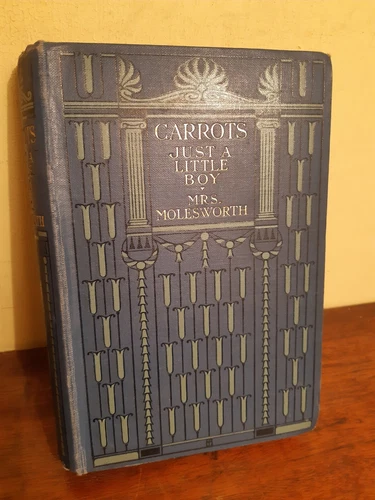 CARROTS
JUST A
LITTLE
BOY
MRS.
MOLESWORTH